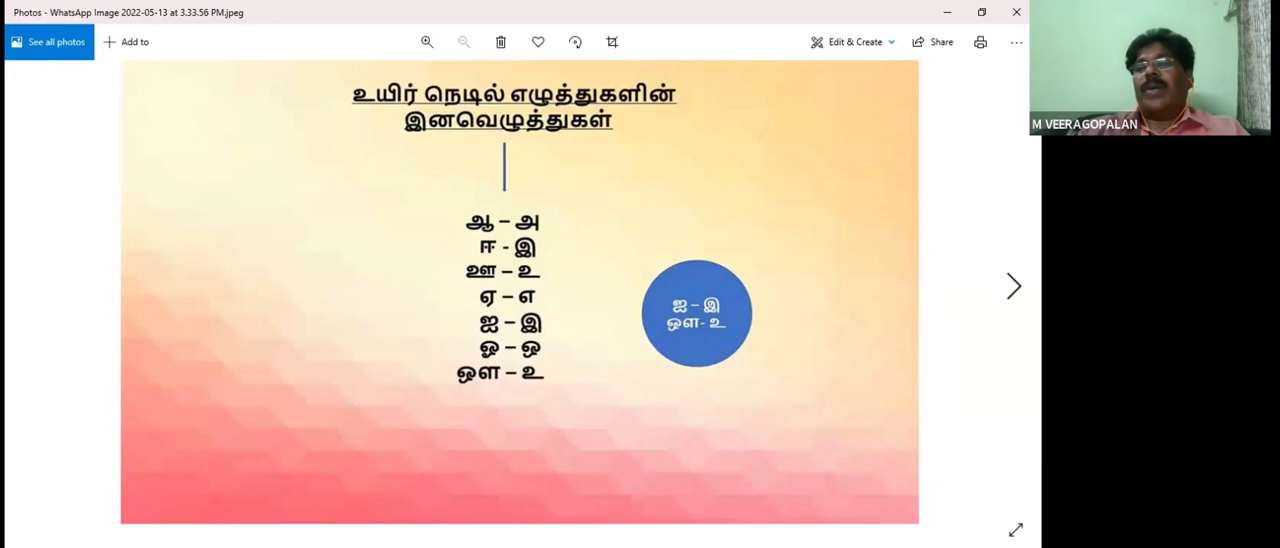 Photos - WhatsApp Image 2022-05-13 at 3.33.56 PM.jpeg
See all photos
Add to
Edit & Create
Share
M VEERAGOPALAN
உயிர் நெடில் எழுத்துகளின்
இனவெழுத்துகள்
ஆ – அ
ஈ - இ
ஊ – உ
ஏ – எ
ஐ – இ
ஓ – ஒ
ஔ – உ
ஐ – இ
ஔ- உ